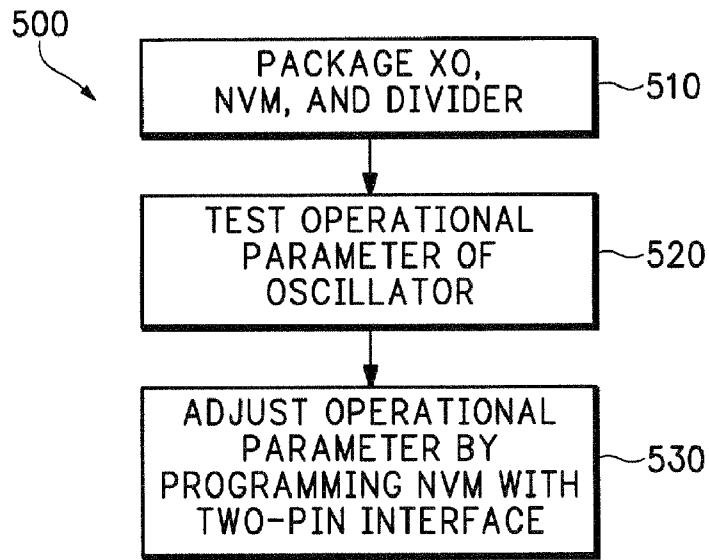 500
PACKAGE XO,
NVM, AND DIVIDER
510
TEST OPERATIONAL
PARAMETER OF
OSCILLATOR
520
ADJUST OPERATIONAL
PARAMETER BY
PROGRAMMING NVM WITH
TWO-PIN INTERFACE
530